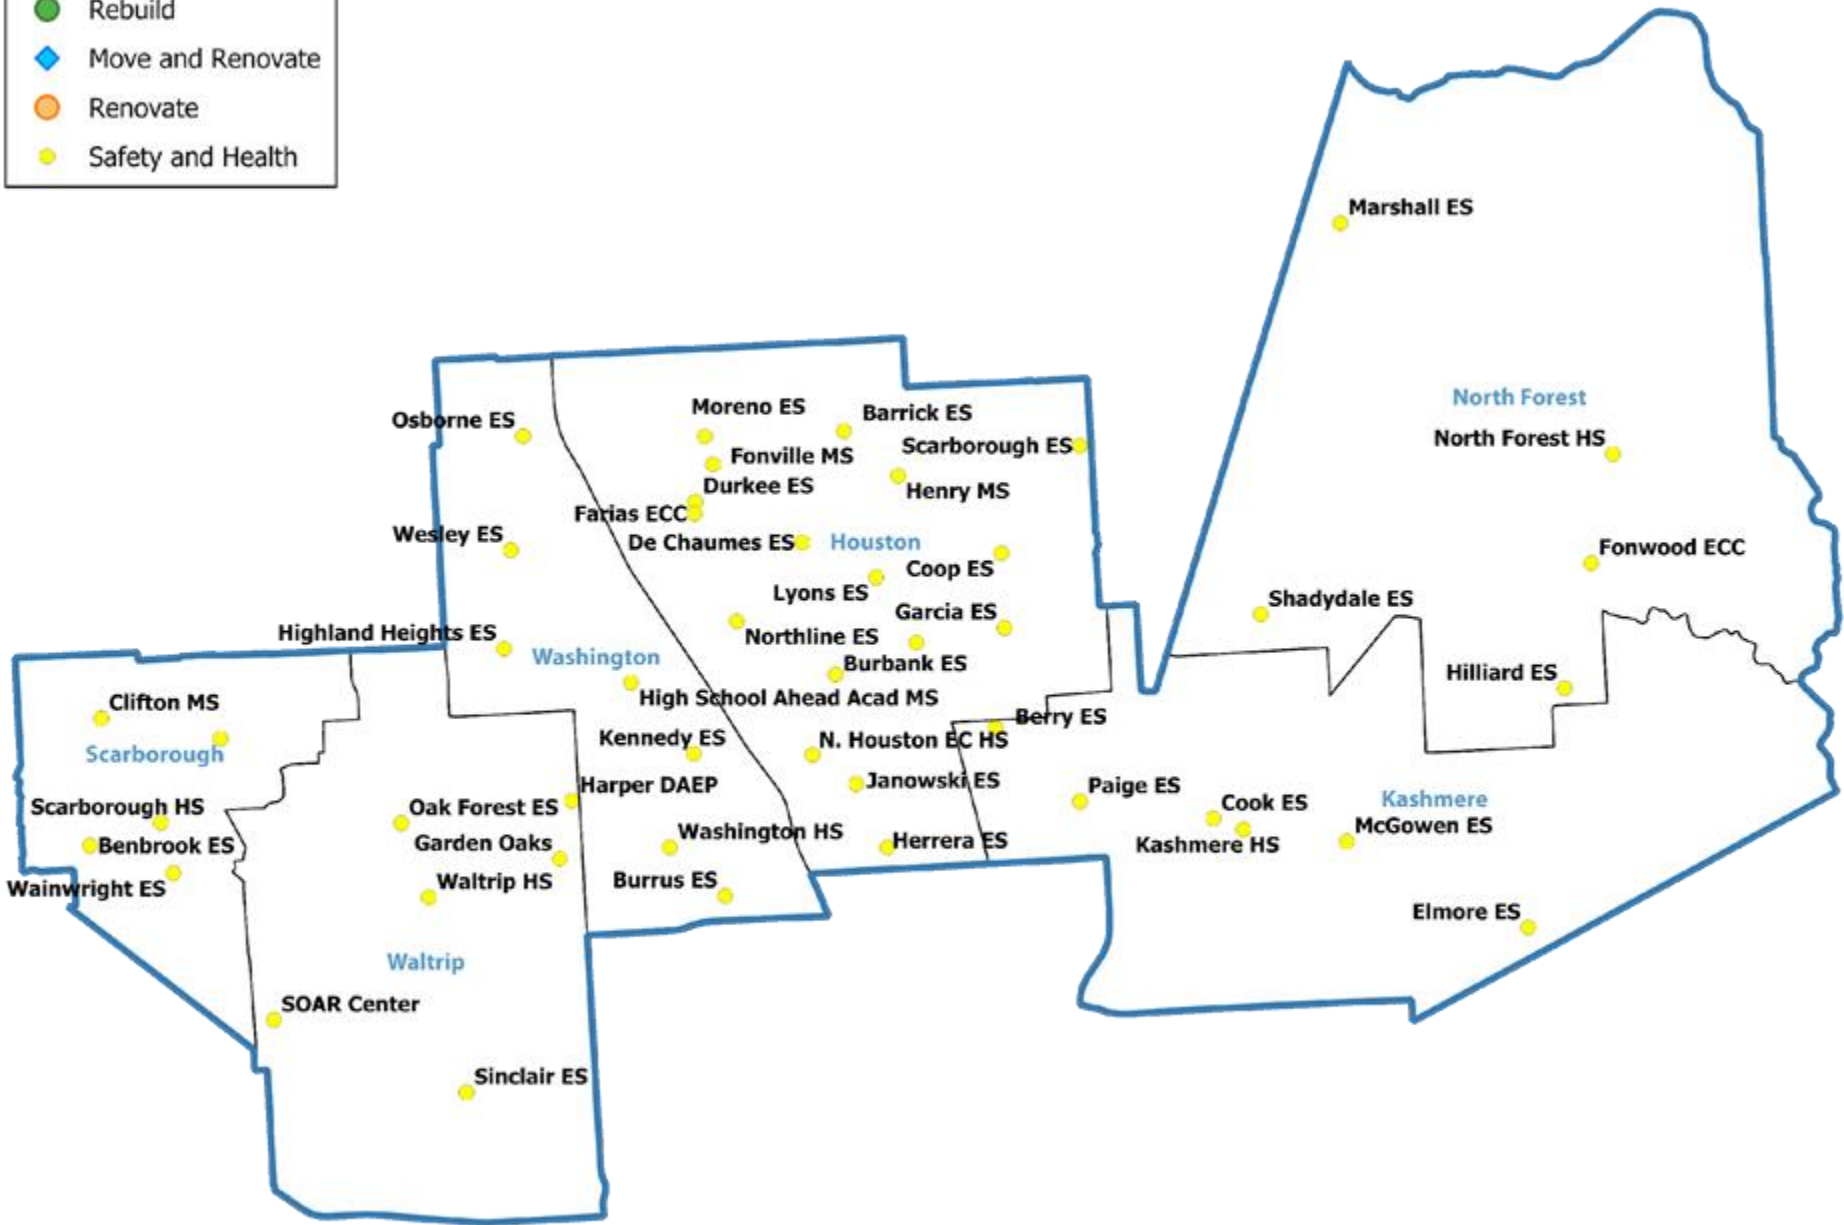 Rebuild
Move and Renovate
Renovate
Safety and Health
Marshall ES
North Forest
North Forest HS
Moreno ES
Barrick ES
Osborne ES
Scarborough ES
Fonville MS
Durkee ES
Henry MS
Farias ECC
Wesley ES
De Chaumes ES
Houston
Fonwood ECC
Coop ES
Lyons ES
Shadydale ES
Garcia ES
Highland Heights ES
Northline ES
Washington
Burbank ES
Hilliard ES
High School Ahead Acad MS
Clifton MS
Berry ES
Kennedy ES
N. Houston EC HS
Scarborough
Janowski ES
Harper DAEP
Paige ES
Kashmere
Cook ES
Scarborough HS
Oak Forest ES
McGowen ES
Washington HS
Herrera ES
Kashmere HS
Benbrook ES
Garden Oaks
Waltrip HS
Burrus ES
Wainwright ES
Elmore ES
Waltrip
SOAR Center
Sinclair ES